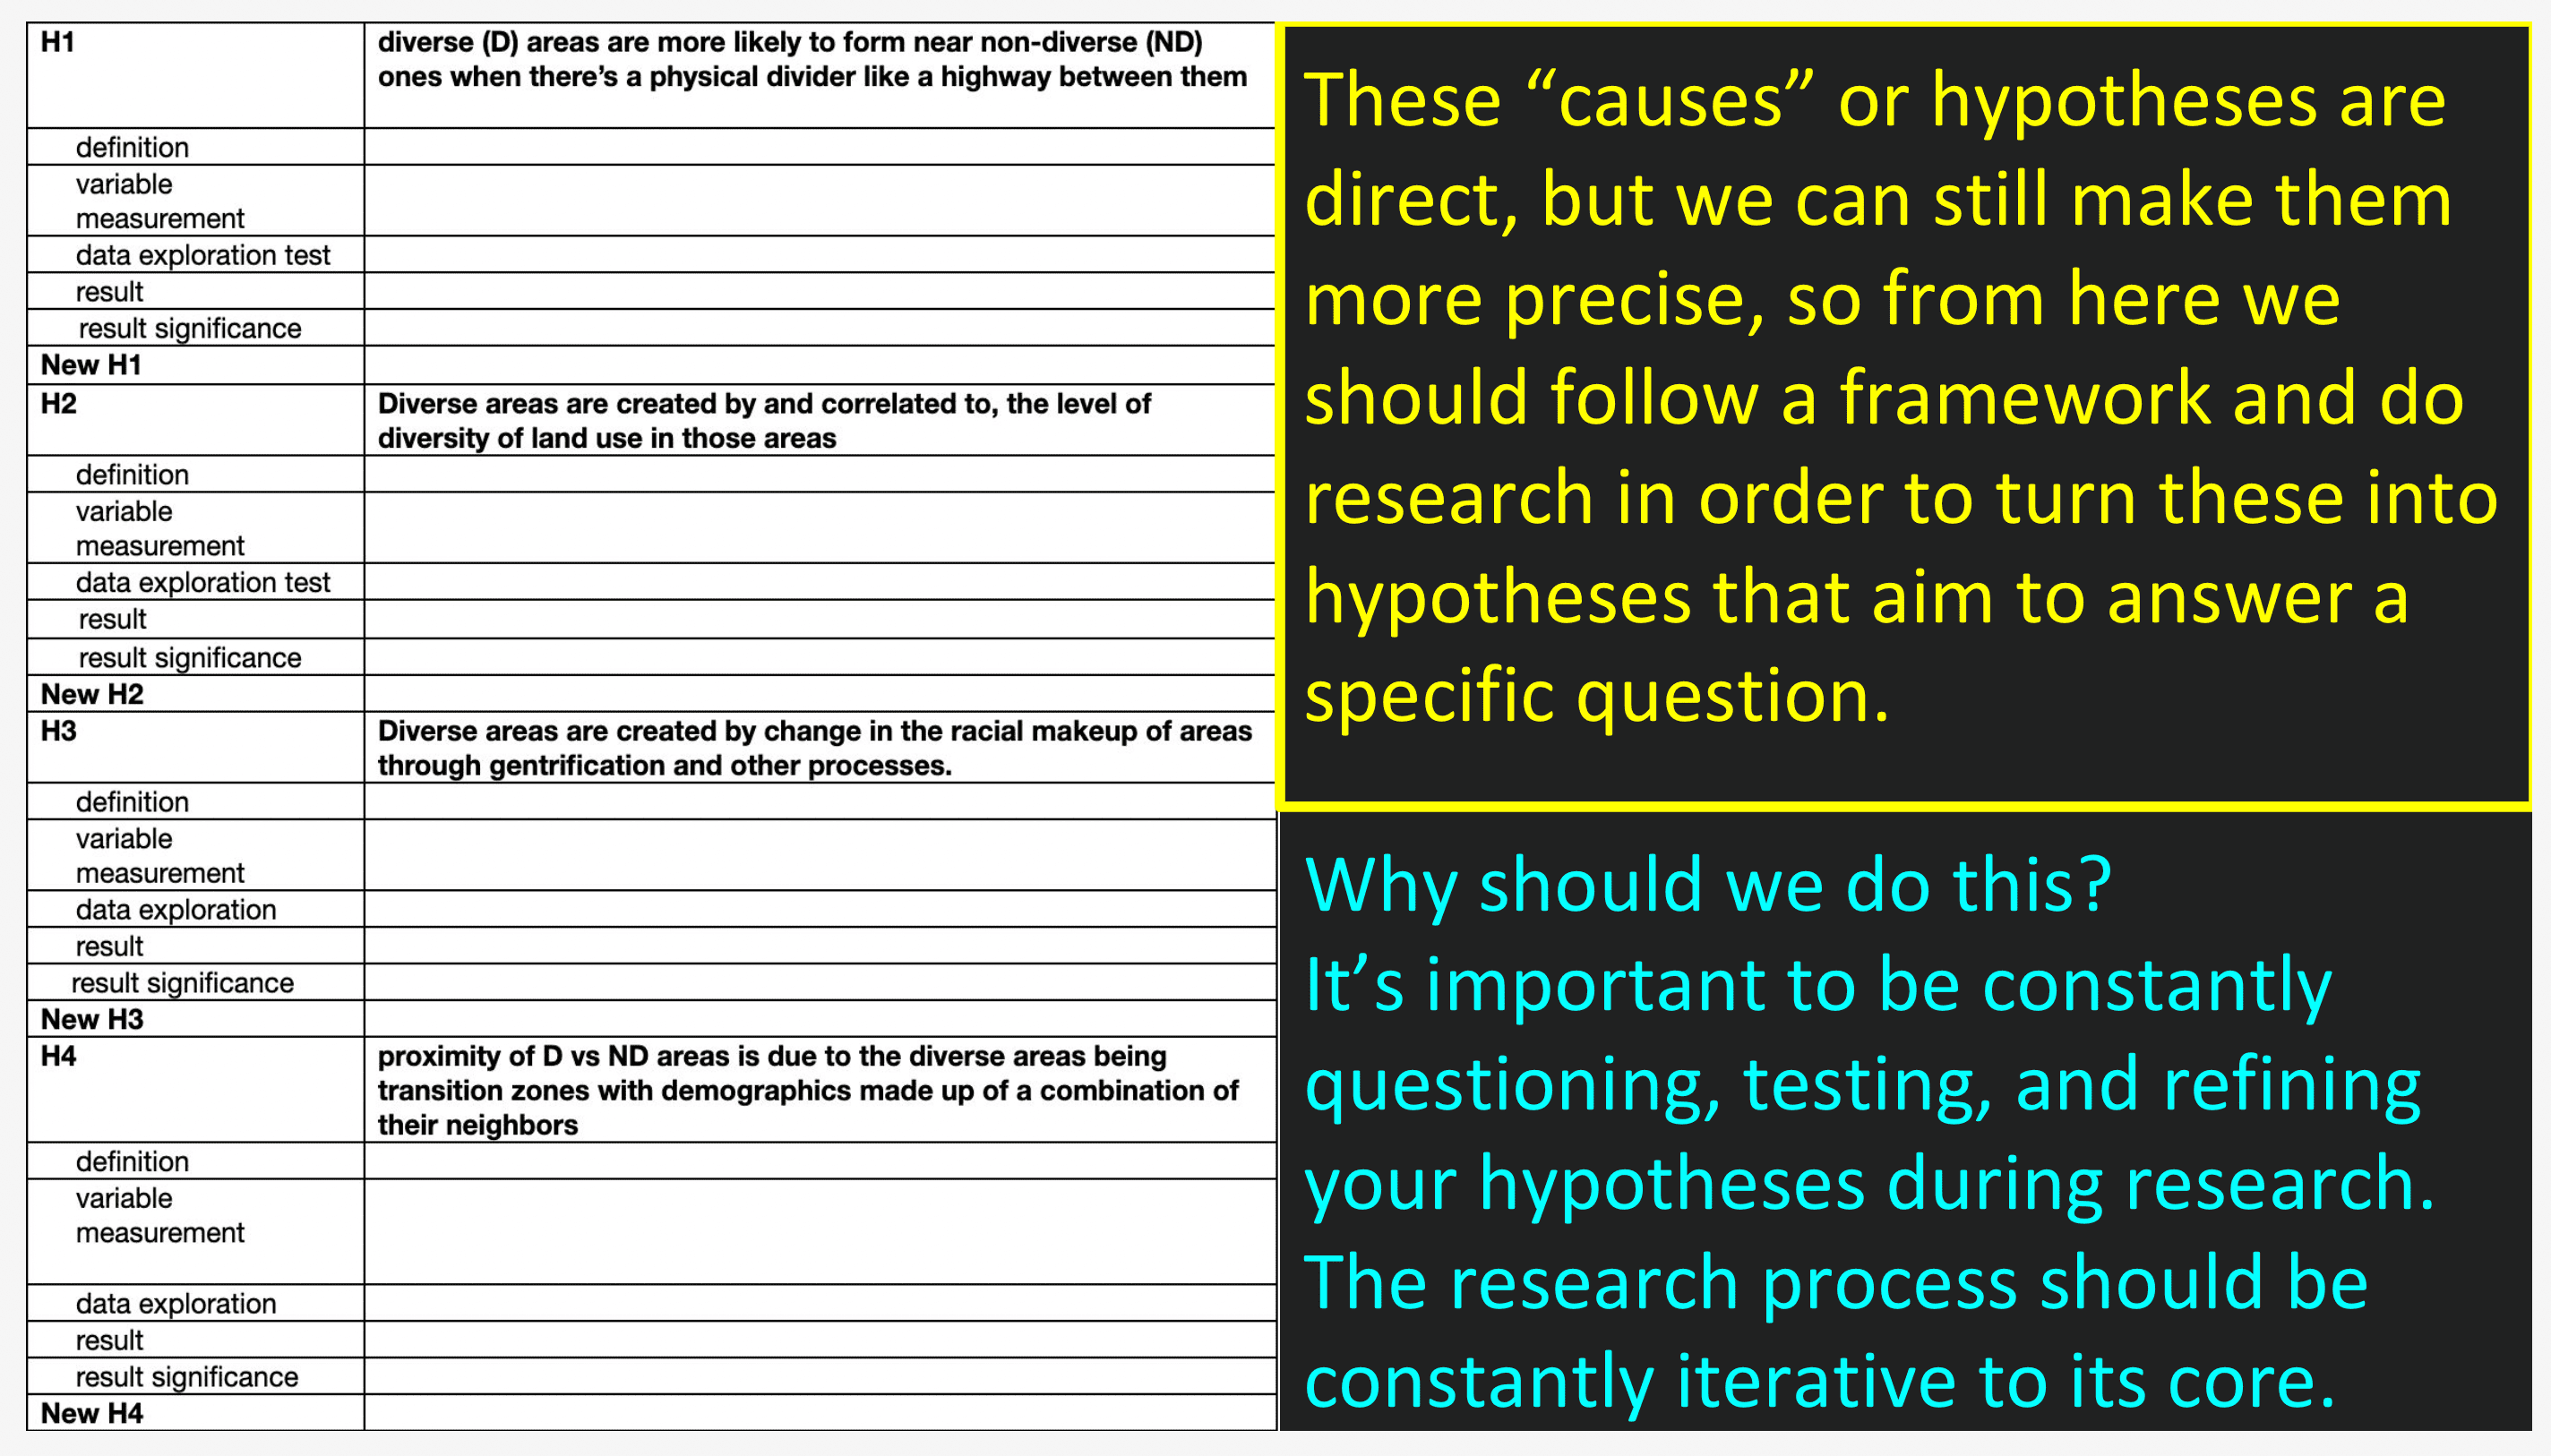 H1
diverse (D) areas are more likely to form near non-diverse (ND)
ones when there’s a physical divider like a highway between them
definition
variable
measurement
data exploration test
result
result significance
New H1
H2
Diverse areas are created by and correlated to, the level of
diversity of land use in those areas
definition
variable
measurement
data exploration test
result
result significance
New H2
H3
Diverse areas are created by change in the racial makeup of areas
through gentrification and other processes.
definition
variable
measurement
data exploration
result
result significance
New H3
H4
proximity of D vs ND areas is due to the diverse areas being
transition zones with demographics made up of a combination of
their neighbors
definition
variable
measurement
data exploration
result
result significance
New H4
These “causes” or hypotheses are
direct, but we can still make them
more precise, so from here we
should follow a framework and do
research in order to turn these into
hypotheses that aim to answer a
specific question.
Why should we do this?
It’s important to be constantly
questioning, testing, and refining
your hypotheses during research.
The research process should be
constantly iterative to its core.